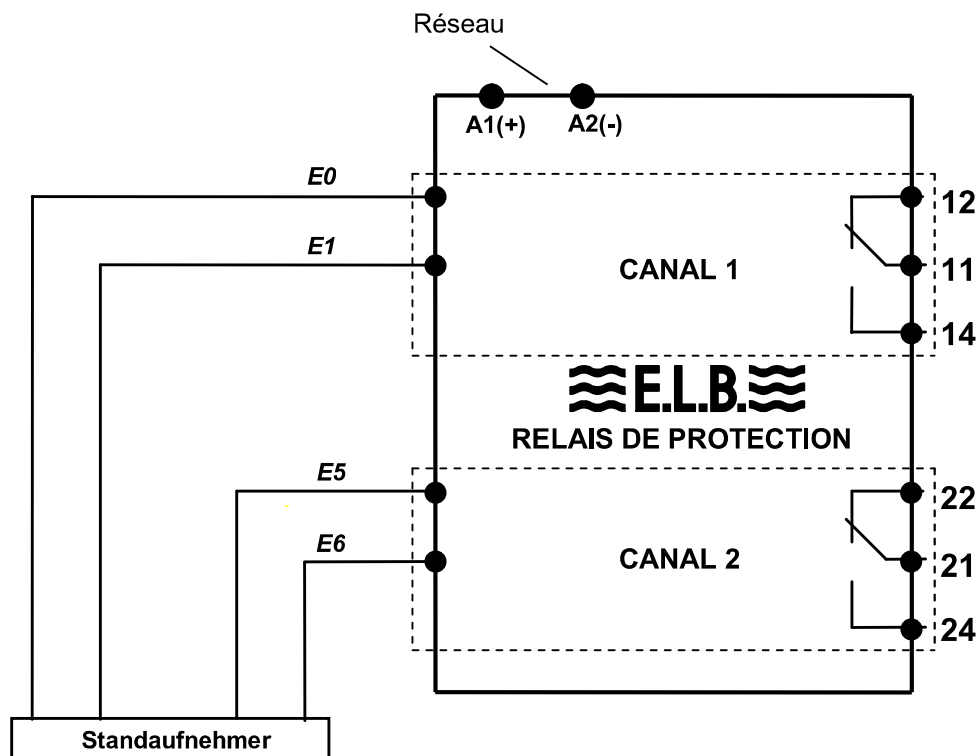 Réseau
A1(+) A2(-)
E0
12
E1
CANAL 1
11
14
E.L.B.
RELAIS DE PROTECTION
E5
22
E6
CANAL 2
21
24
Standaufnehmer